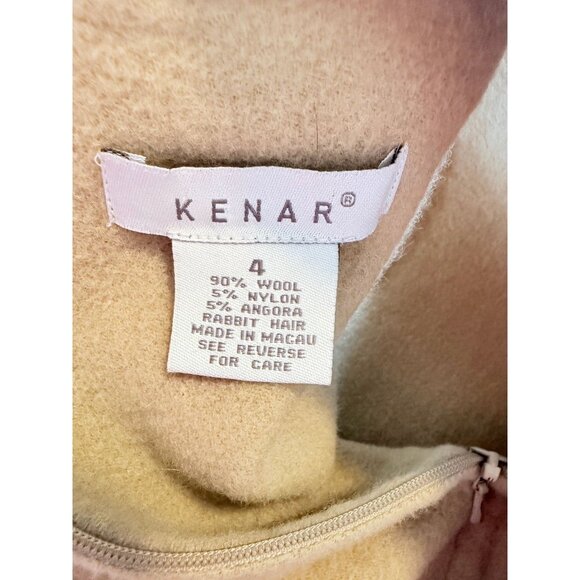 KENAR®
4
90% WOOL
5% NYLON
5% ANGORA
RABBIT HAIR
MADE IN MACAU
SEE REVERSE
FOR CARE